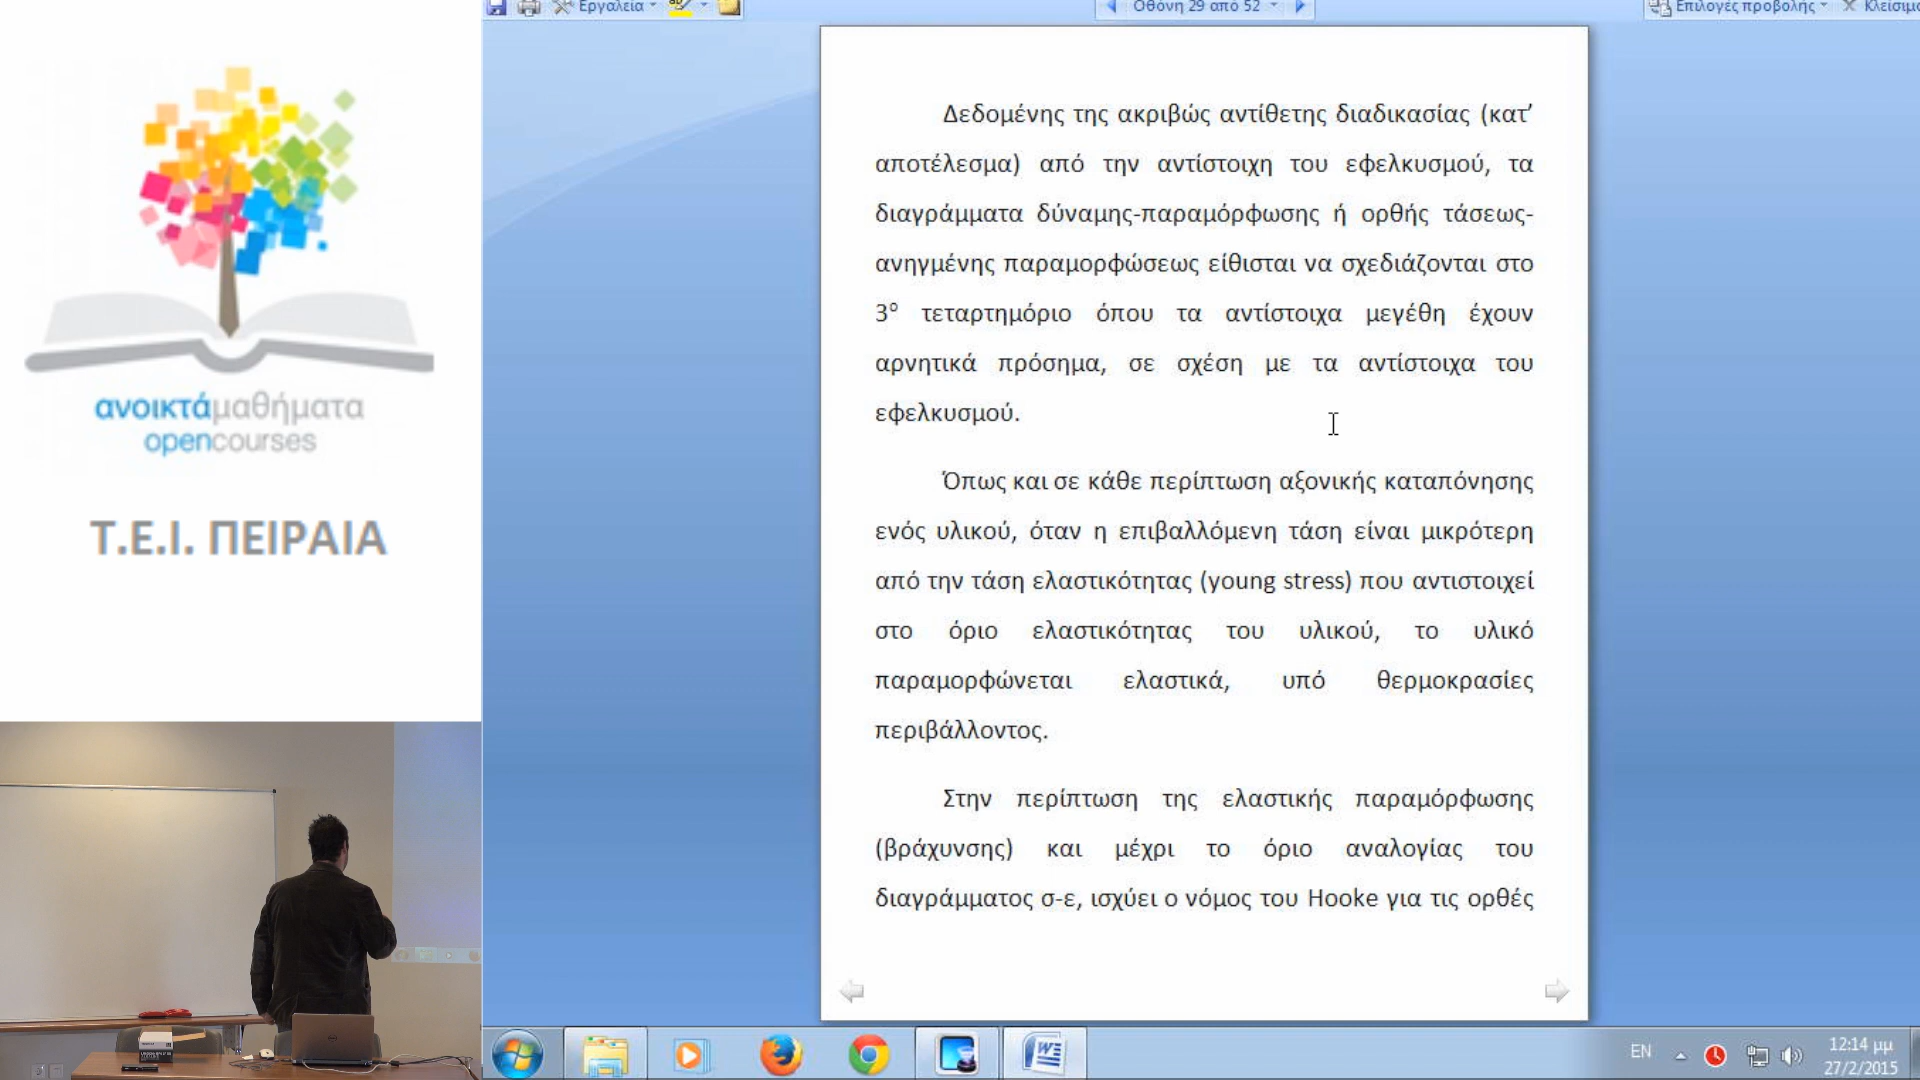 Εργαλεία
Οθόνη 29 από 52
Επιλογές προβολής
ανοικτάμαθήματα
opencourses
Τ.Ε.Ι. ΠΕΙΡΑΙΑ
Δεδομένης της ακριβώς αντίθετης διαδικασίας (κατ’
αποτέλεσμα) από την αντίστοιχη του εφελκυσμού, τα
διαγράμματα δύναμης-παραμόρφωσης ή ορθής τάσεως-
ανηγμένης παραμορφώσεως είθισται να σχεδιάζονται στο
3ο τεταρτημόριο όπου τα αντίστοιχα μεγέθη έχουν
αρνητικά πρόσημα, σε σχέση με τα αντίστοιχα του
εφελκυσμού.
Όπως και σε κάθε περίπτωση αξονικής καταπόνησης
ενός υλικού, όταν η επιβαλλόμενη τάση είναι μικρότερη
από την τάση ελαστικότητας (young stress) που αντιστοιχεί
στο όριο ελαστικότητας του υλικού, το υλικό
παραμορφώνεται ελαστικά, υπό θερμοκρασίες
περιβάλλοντος.
Στην περίπτωση της ελαστικής παραμόρφωσης
(βράχυνσης) και μέχρι το όριο αναλογίας του
διαγράμματος σ-ε, ισχύει ο νόμος του Hooke για τις ορθές
EN
12:14 μμ
27/2/2015